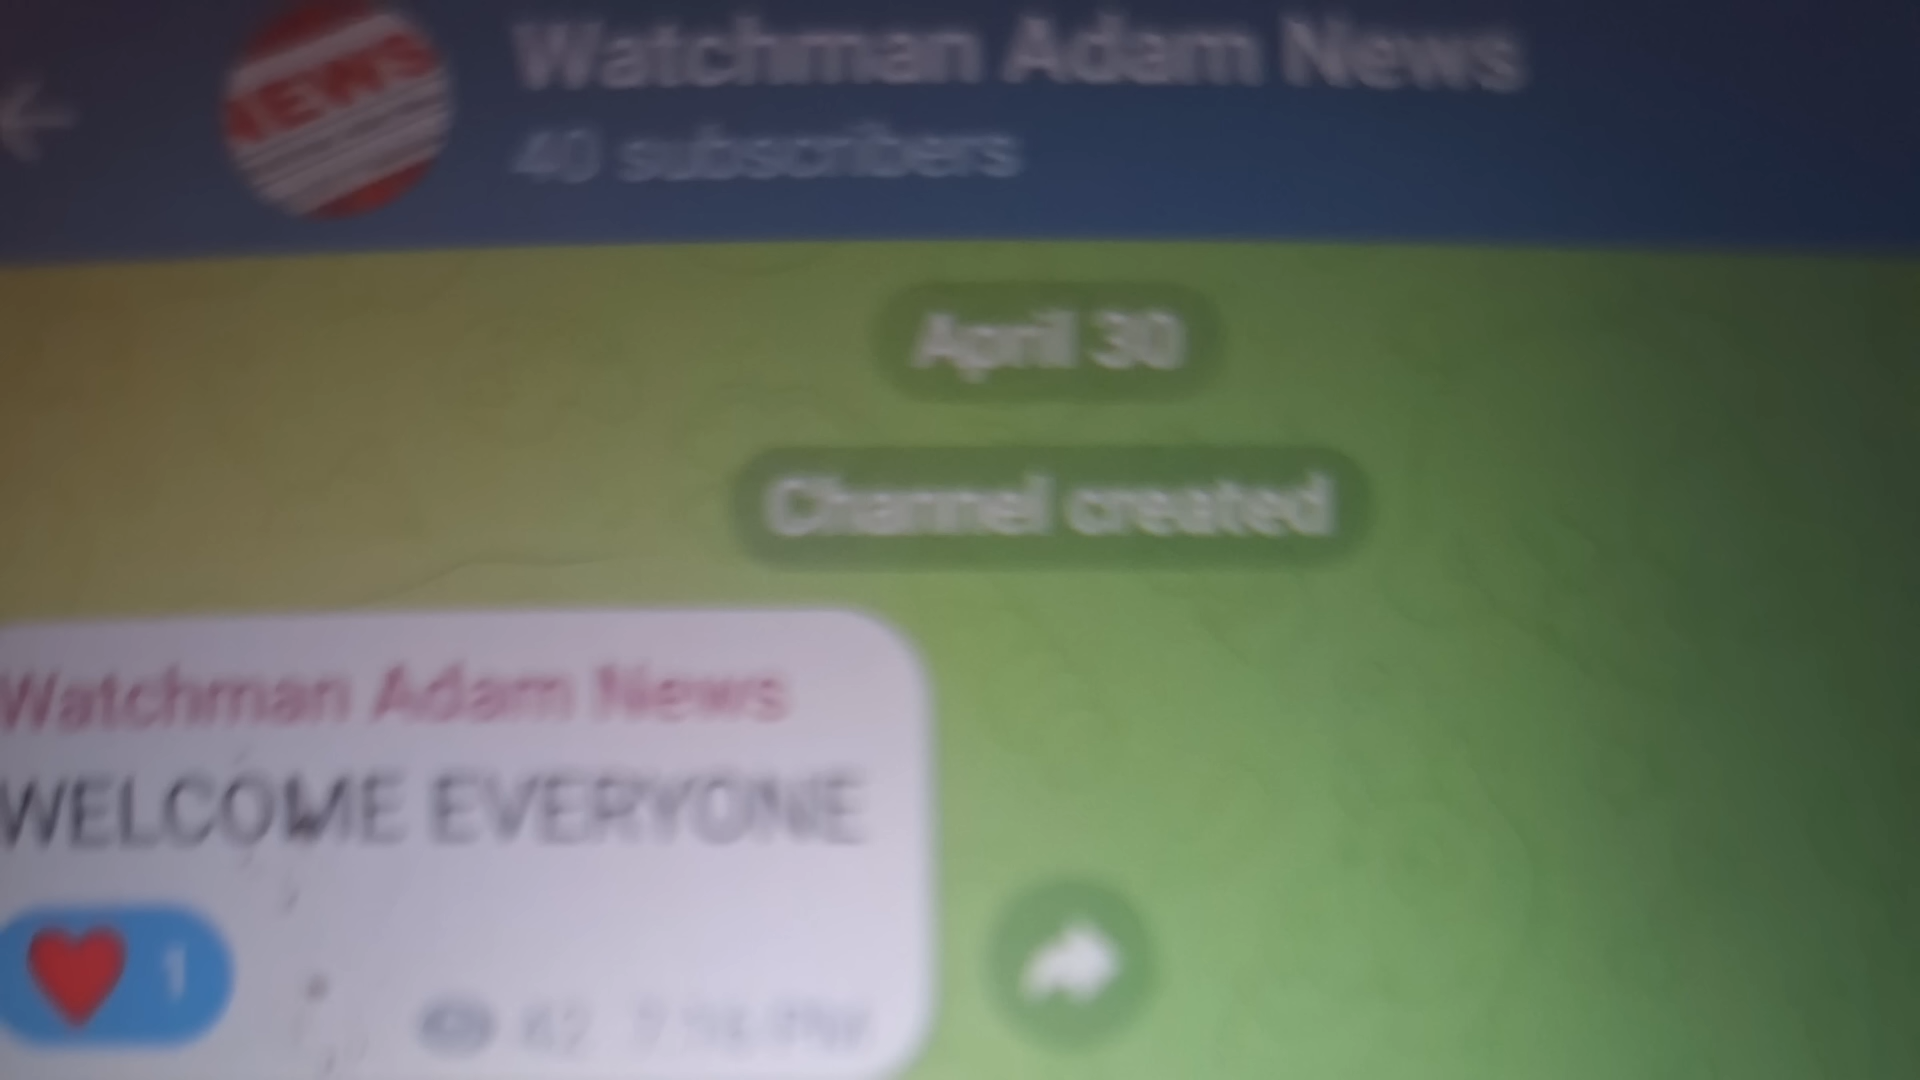 NEWS
Watchman Adam News
40 subscribers
April 30
Channel created
Watchman Adam News
WELCOME EVERYONE
1